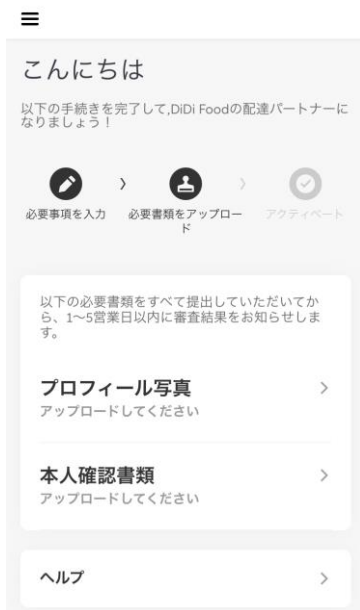 こんにちは
以下の手続きを完了して,DiDi Foodの配達パートナーに
なりましょう！
必要事項を入力
必要書類をアップロー
ド
アクティベート
以下の必要書類をすべて提出していただいてか
ら、1〜5営業日以内に審査結果をお知らせしま
す。
プロフィール写真
アップロードしてください
本人確認書類
アップロードしてください
ヘルプ